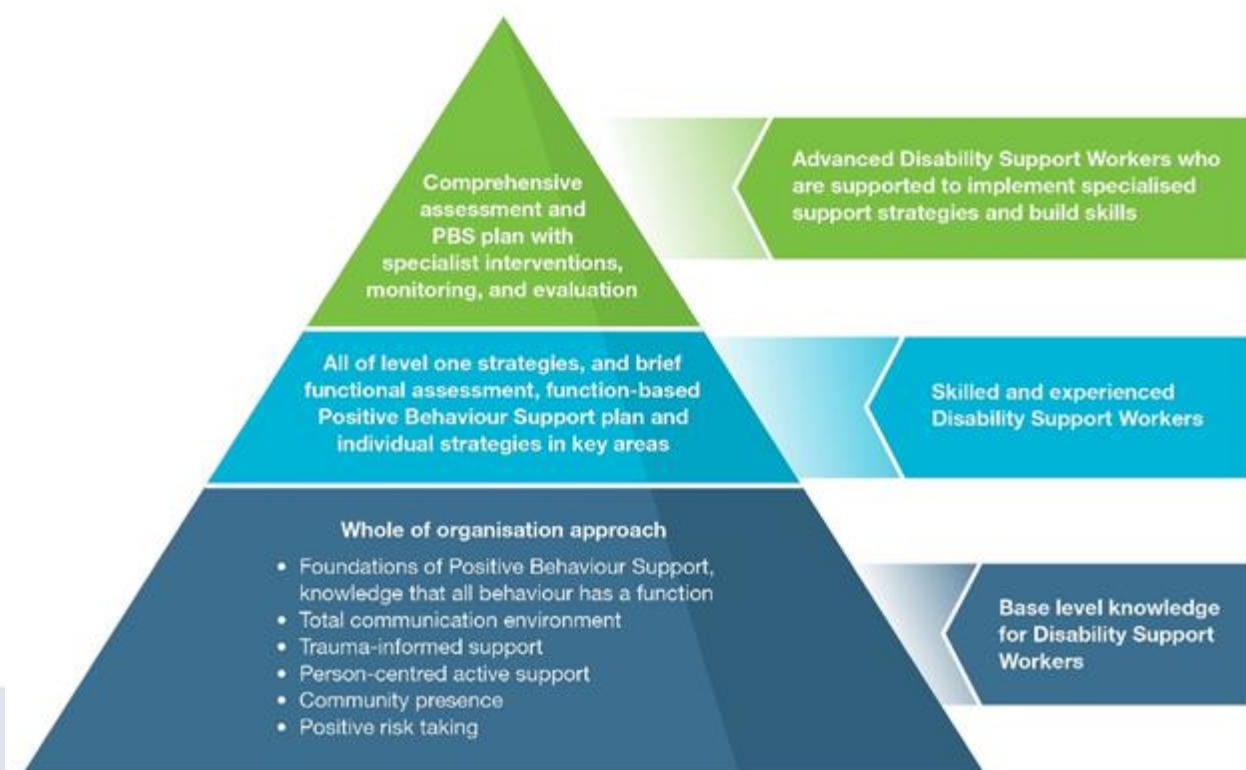 Comprehensive
assessment and
PBS plan with
specialist interventions,
monitoring, and evaluation
Advanced Disability Support Workers who
are supported to implement specialised
support strategies and build skills
All of level one strategies, and brief
functional assessment, function-based
Positive Behaviour Support plan and
individual strategies in key areas
Skilled and experienced
Disability Support Workers
Whole of organisation approach
• Foundations of Positive Behaviour Support,
knowledge that all behaviour has a function
• Total communication environment
• Trauma-informed support
• Person-centred active support
• Community presence
• Positive risk taking
Base level knowledge
for Disability Support
Workers